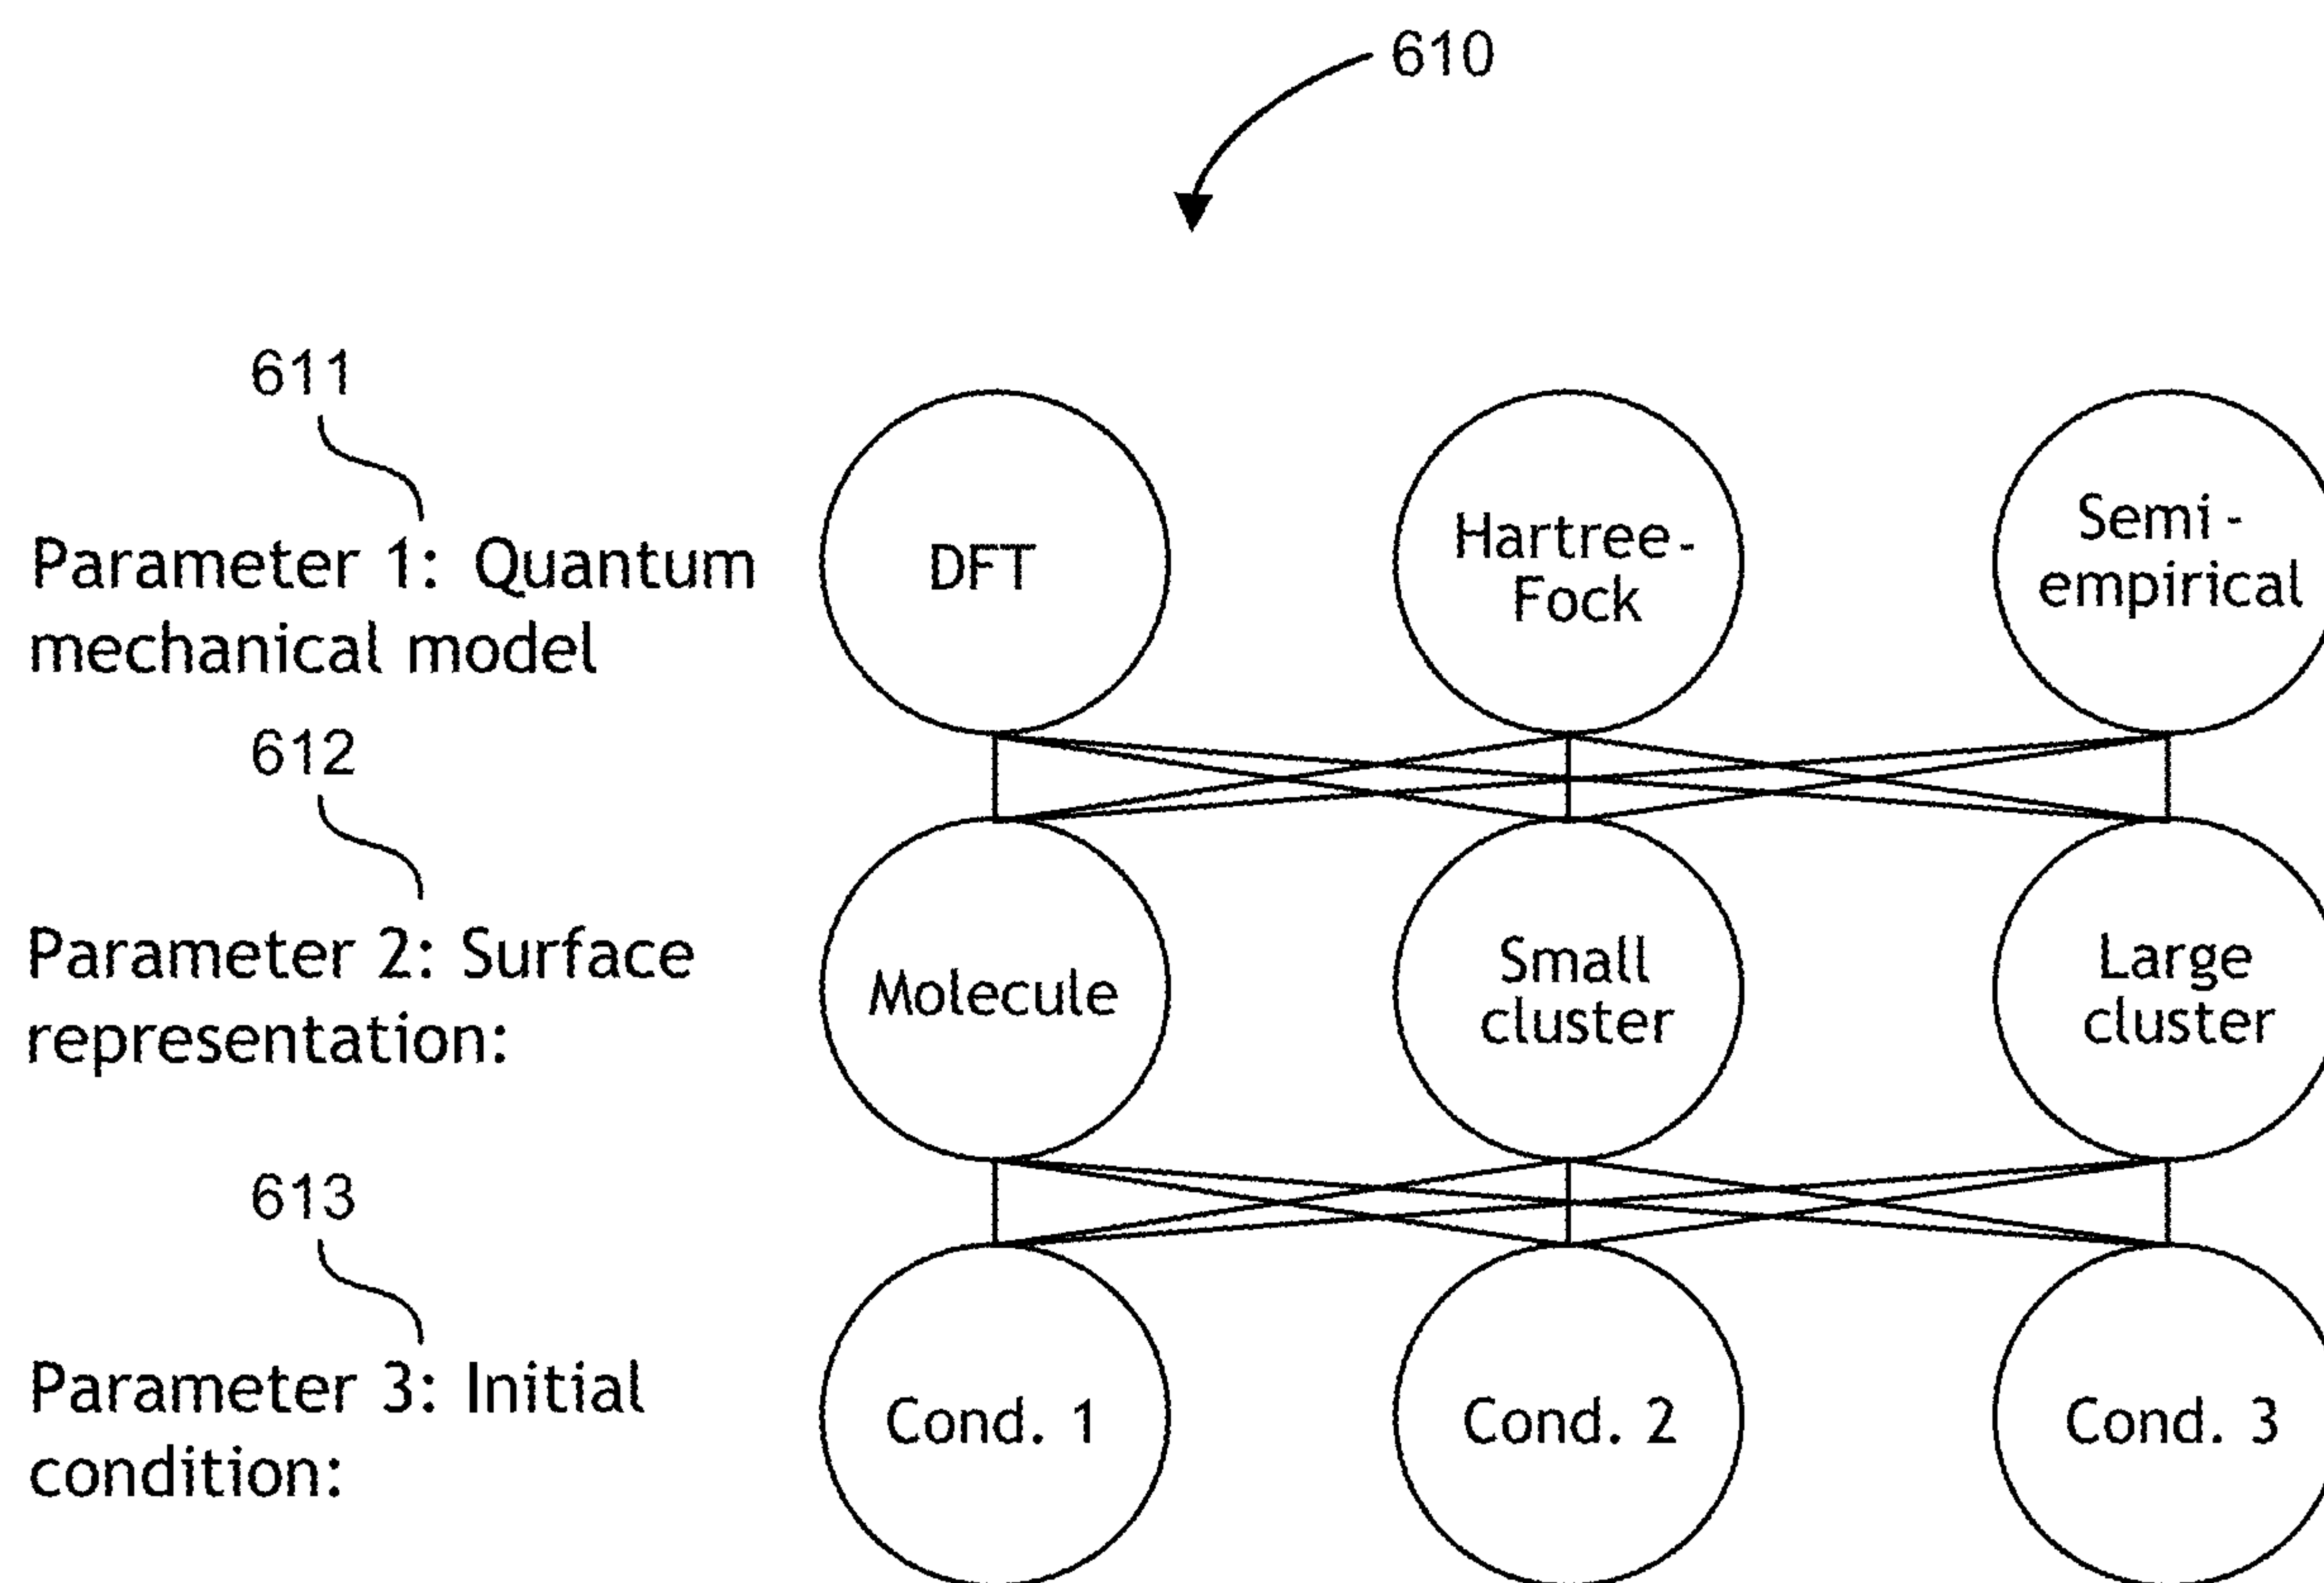 610
611
Parameter 1: Quantum
mechanical model
DFT
Hartree-
Fock
Semi-
empirical
612
Parameter 2: Surface
representation:
Molecule
Small
cluster
Large
cluster
613
Parameter 3: Initial
condition:
Cond. 1
Cond. 2
Cond. 3